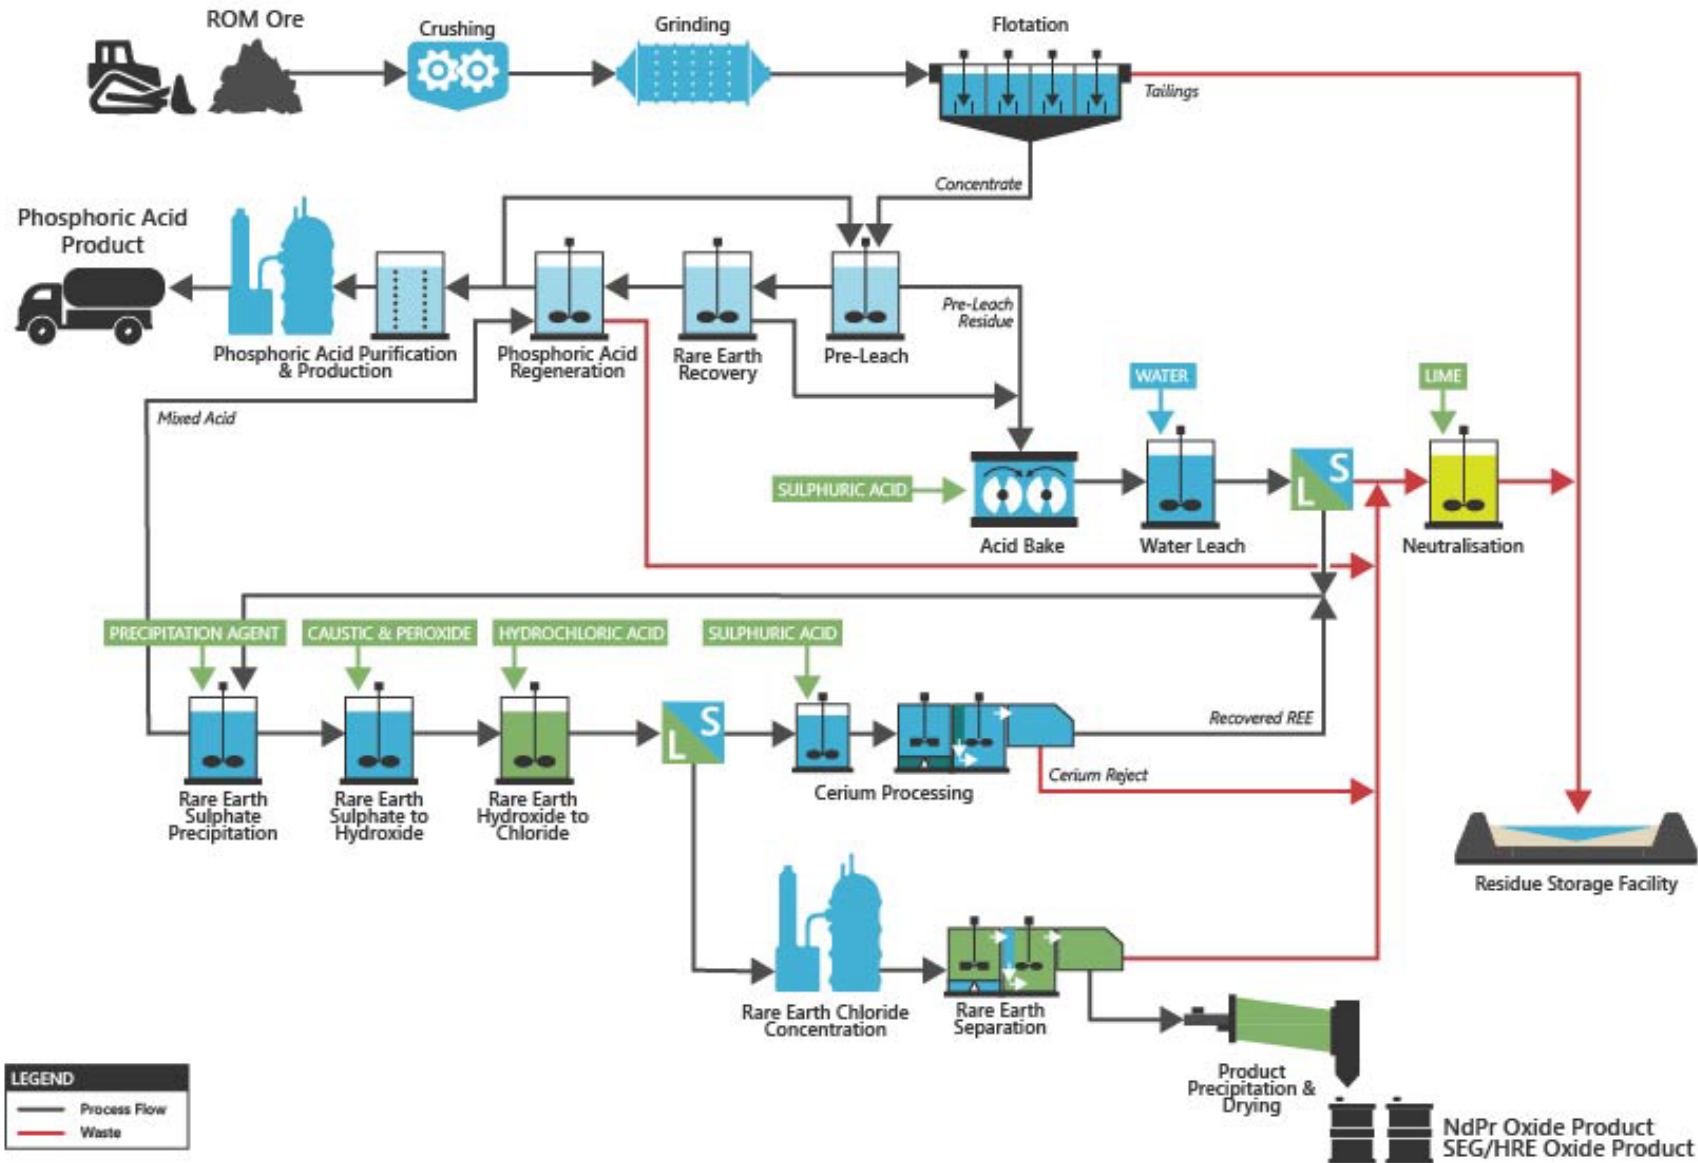 ROM Ore
Crushing
Grinding
Flotation
Tailings
Concentrate
Phosphoric Acid
Product
Phosphoric Acid Purification
& Production
Phosphoric Acid
Regeneration
Rare Earth
Recovery
Pre-Leach
Pre-Leach
Residue
Mixed Acid
WATER
LIME
SULPHURIC ACID
S
L
Acid Bake
Water Leach
Neutralisation
PRECIPITATION AGENT
CAUSTIC & PEROXIDE
HYDROCHLORIC ACID
SULPHURIC ACID
S
L
Recovered REE
Cerium Reject
Rare Earth
Sulphate
Precipitation
Rare Earth
Sulphate to
Hydroxide
Rare Earth
Hydroxide to
Chloride
Cerium Processing
Residue Storage Facility
Rare Earth Chloride
Concentration
Rare Earth
Separation
Product
Precipitation &
Drying
NdPr Oxide Product
SEG/HRE Oxide Product
LEGEND
Process Flow
Waste